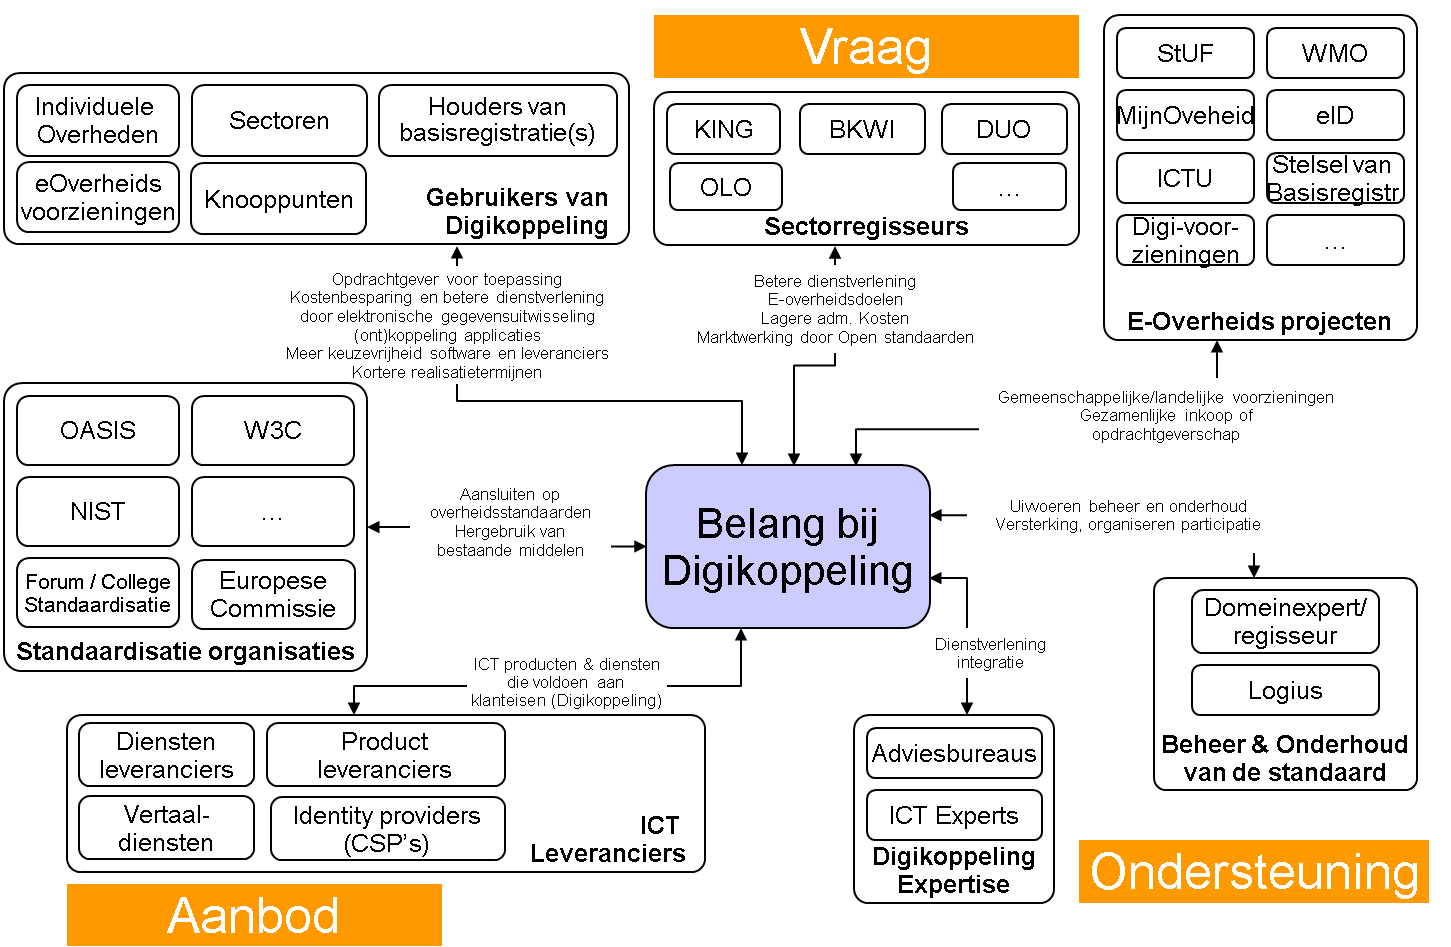 Vraag
Individuele
Overheden
Sectoren
Houders van
basisregistratie(s)
eOverheids
voorzieningen
Knooppunten
Gebruikers van
Digikoppeling
KING
BKWI
DUO
OLO
...
Sectorregisseurs
StUF
WMO
MijnOveheid
eID
ICTU
Stelsel van
Basisregistr.
Digi-voor-
zieningen
...
E-Overheids projecten
Opdrachtgever voor toepassing
Kostenbesparing en betere dienstverlening
door elektronische gegevensuitwisseling
(ont)koppeling applicaties
Meer keuzevrijheid software en leveranciers
Kortere realisatietermijnen
Betere dienstverlening
E-overheidsdoelen
Lagere adm. Kosten
Marktwerking door Open standaarden
Gemeenschappelijke/landelijke voorzieningen
Gezamenlijke inkoop of
opdrachtgeverschap
OASIS
W3C
NIST
...
Forum / College
Standaardisatie
Europese
Commissie
Standaardisatie organisaties
Aansluiten op
overheidsstandaarden
Hergebruik van
bestaande middelen
Belang bij
Digikoppeling
Uivvoeren beheer en onderhoud
Versterking, organiseren participatie
Domeinexpert/
regisseur
Logius
Beheer & Onderhoud
van de standaard
ICT producten & diensten
die voldoen aan
klanteisen (Digikoppeling)
Dienstverlening
integratie
Diensten
leveranciers
Product
leveranciers
Vertaal-
diensten
Identity providers
(CSP's)
ICT
Leveranciers
Adviesbureaus
ICT Experts
Digikoppeling
Expertise
Ondersteuning
Aanbod